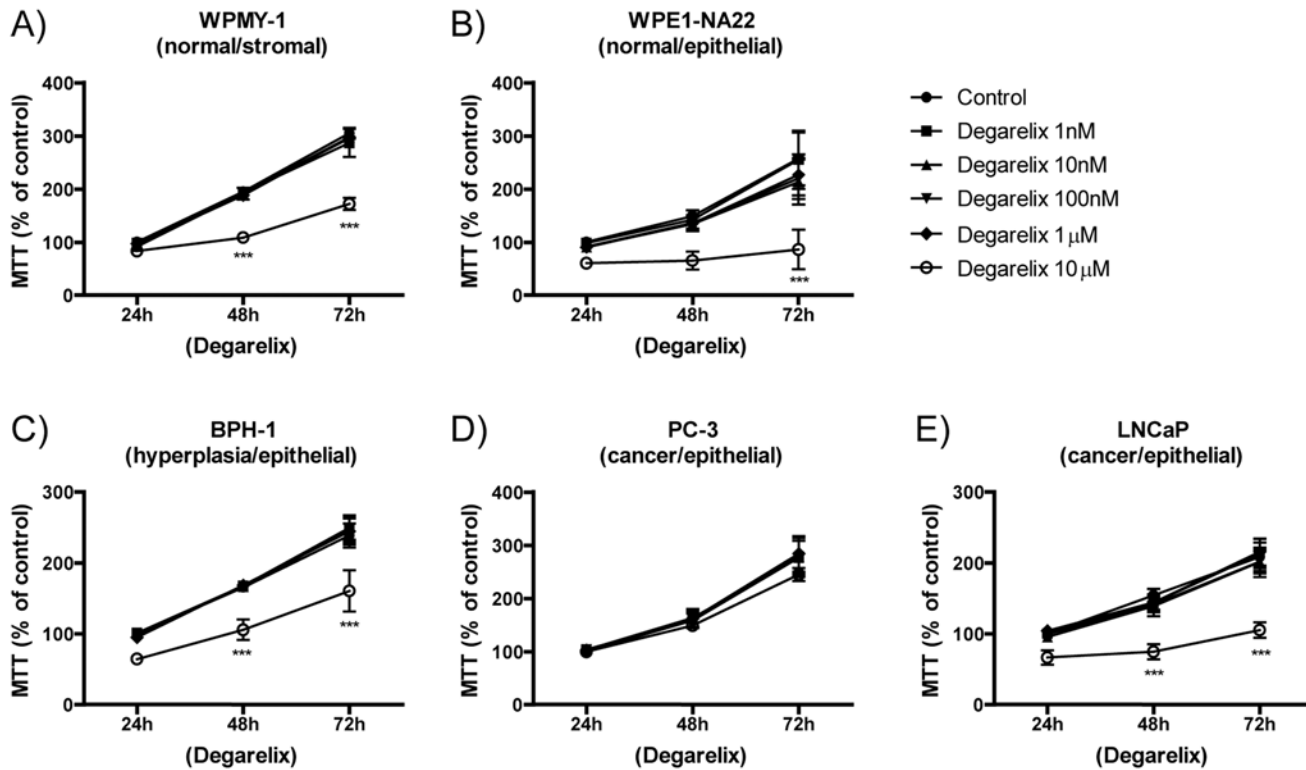 A)
WPMY-1
(normal/stromal)
MTT (% of control)
400
300
200
100
0
***
***
24h 48h 72h
(Degarelix)
B)
WPE1-NA22
(normal/epithelial)
MTT (% of control)
400
300
200
100
0
***
24h 48h 72h
(Degarelix)
Control
Degarelix 1nM
Degarelix 10nM
Degarelix 100nM
Degarelix 1μM
Degarelix 10μM
C)
BPH-1
(hyperplasia/epithelial)
MTT (% of control)
300
200
100
0
***
***
24h 48h 72h
(Degarelix)
D)
PC-3
(cancer/epithelial)
MTT (% of control)
400
300
200
100
0
24h 48h 72h
(Degarelix)
E)
LNCaP
(cancer/epithelial)
MTT (% of control)
300
200
100
0
***
***
24h 48h 72h
(Degarelix)